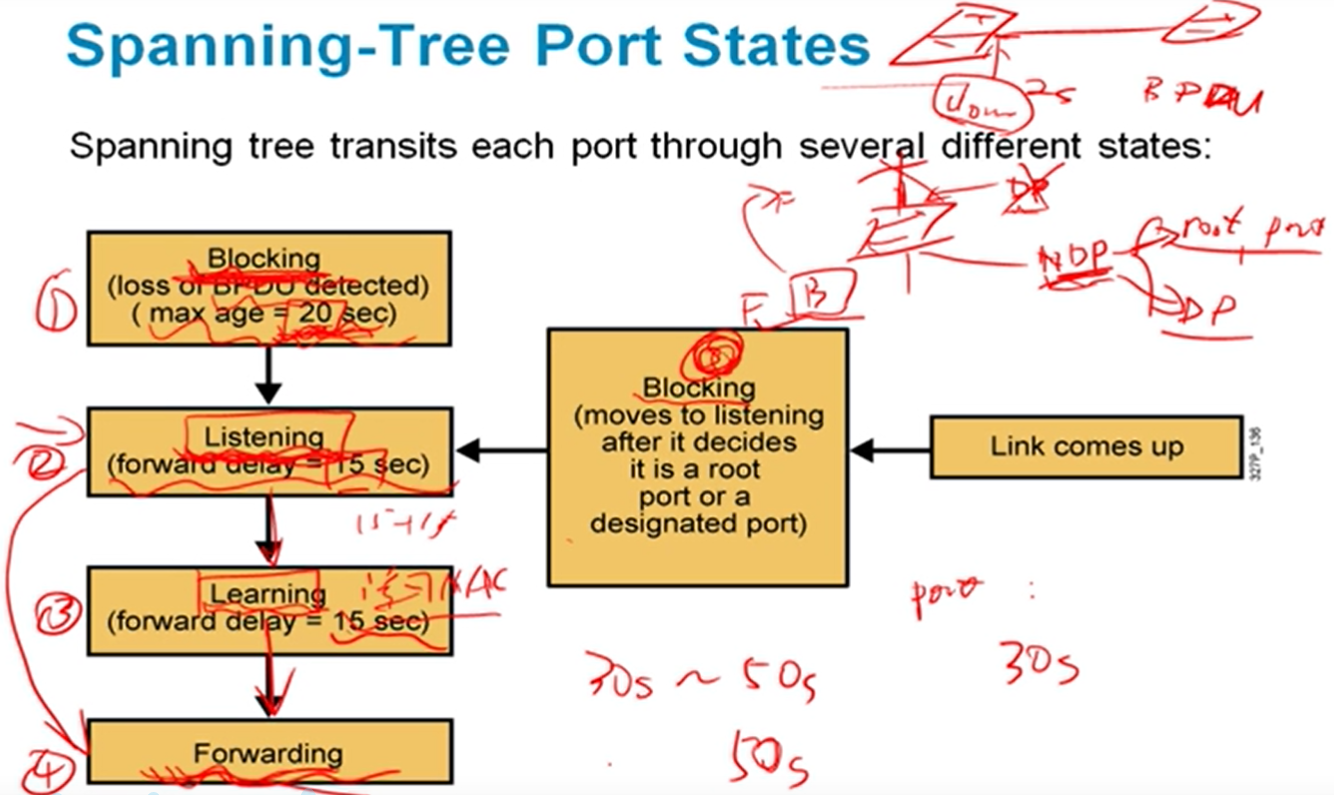 Spanning-Tree Port States
down
2s
BPDU
Spanning tree transits each port through several different states:
DP
NDP
root port
DP
F
B
①
Blocking
(loss of BPDU detected)
( max age = 20 sec)
②
Listening
(forward delay = 15 sec)
15+15
③
Learning
(forward delay = 15 sec)
MAC
④
Forwarding
Blocking
(moves to listening
after it decides
it is a root
port or a
designated port)
Link comes up
327P_136
port :
30s
30s ~ 50s
50s